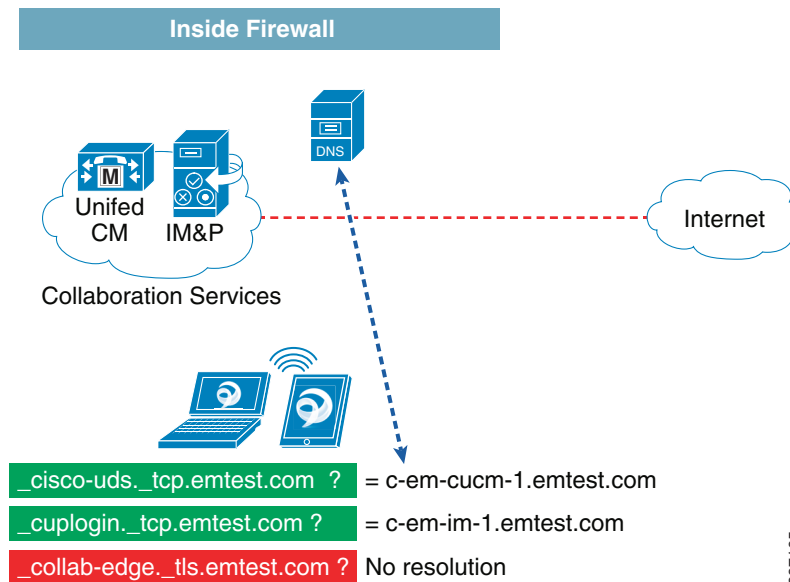 Inside Firewall
DNS
M
Unifed
CM
IM&P
Internet
Collaboration Services
_cisco-uds._tcp.emtest.com ? = c-em-cucm-1.emtest.com
_cuplogin._tcp.emtest.com ? = c-em-im-1.emtest.com
_collab-edge._tls.emtest.com ? No resolution